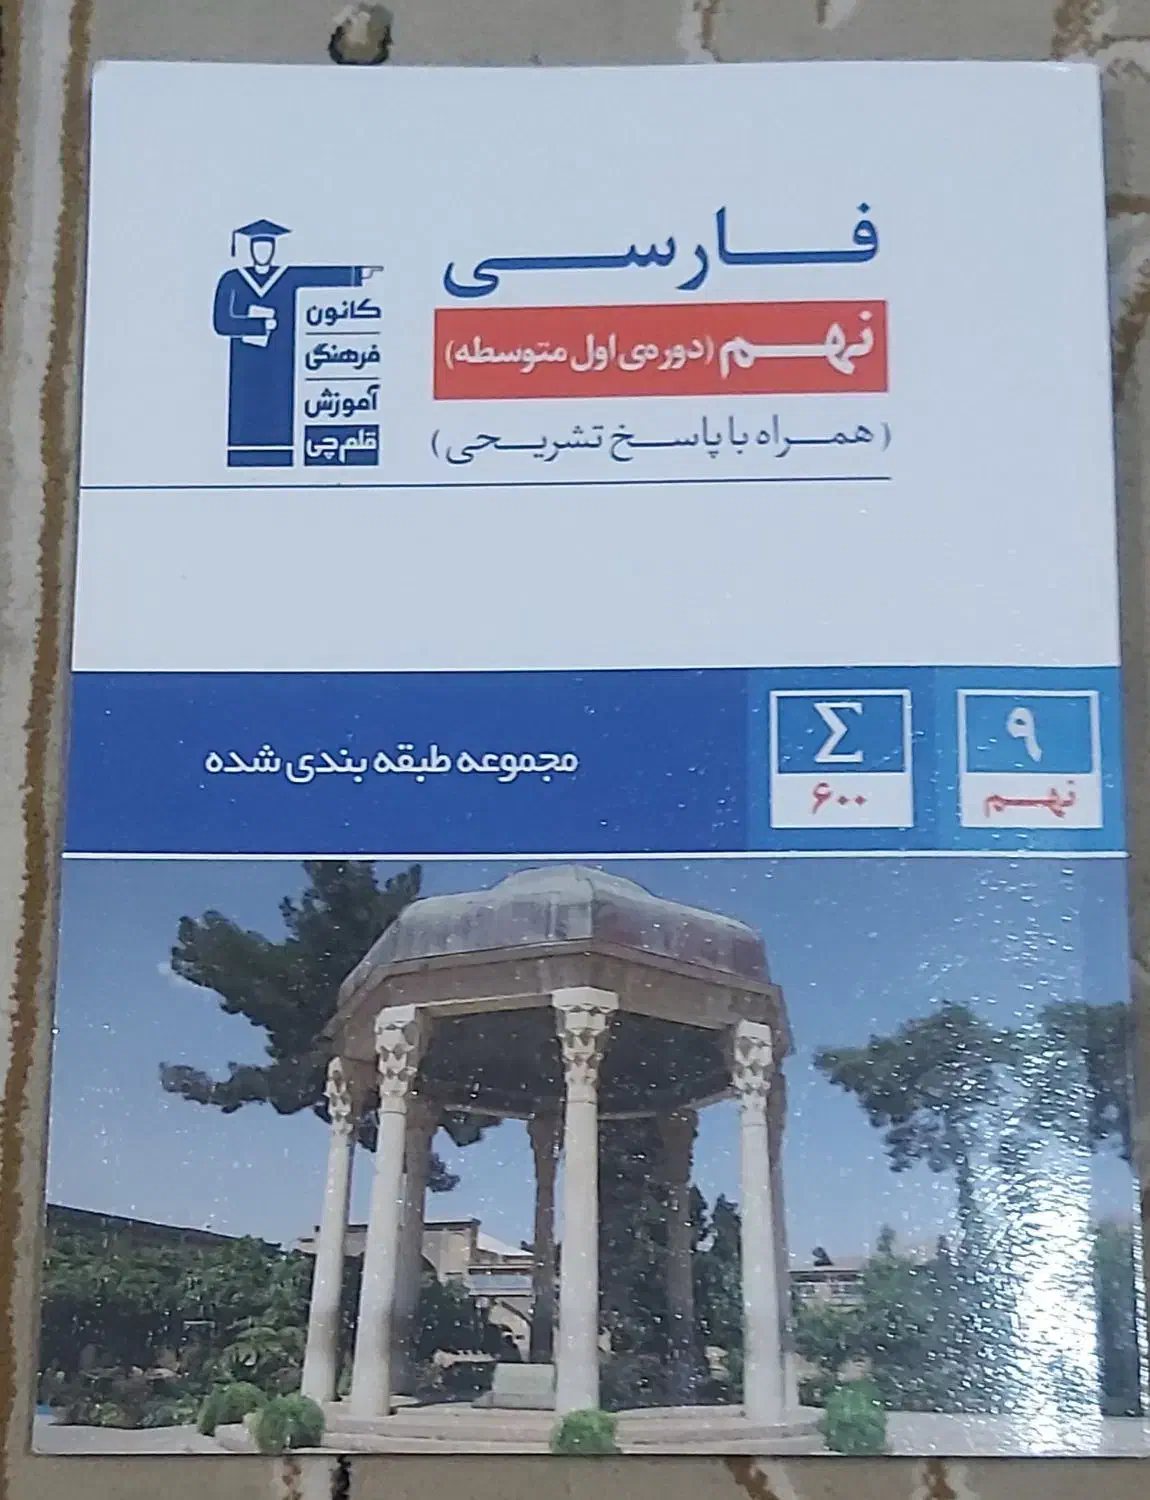 فارسی
نهم (دوره‌ی اول متوسطه)
(همراه با پاسخ تشریحی)
کانون
فرهنگی
آموزش
قلم‌چی
۹
نهم
Σ
۶۰۰
مجموعه طبقه بندی شده